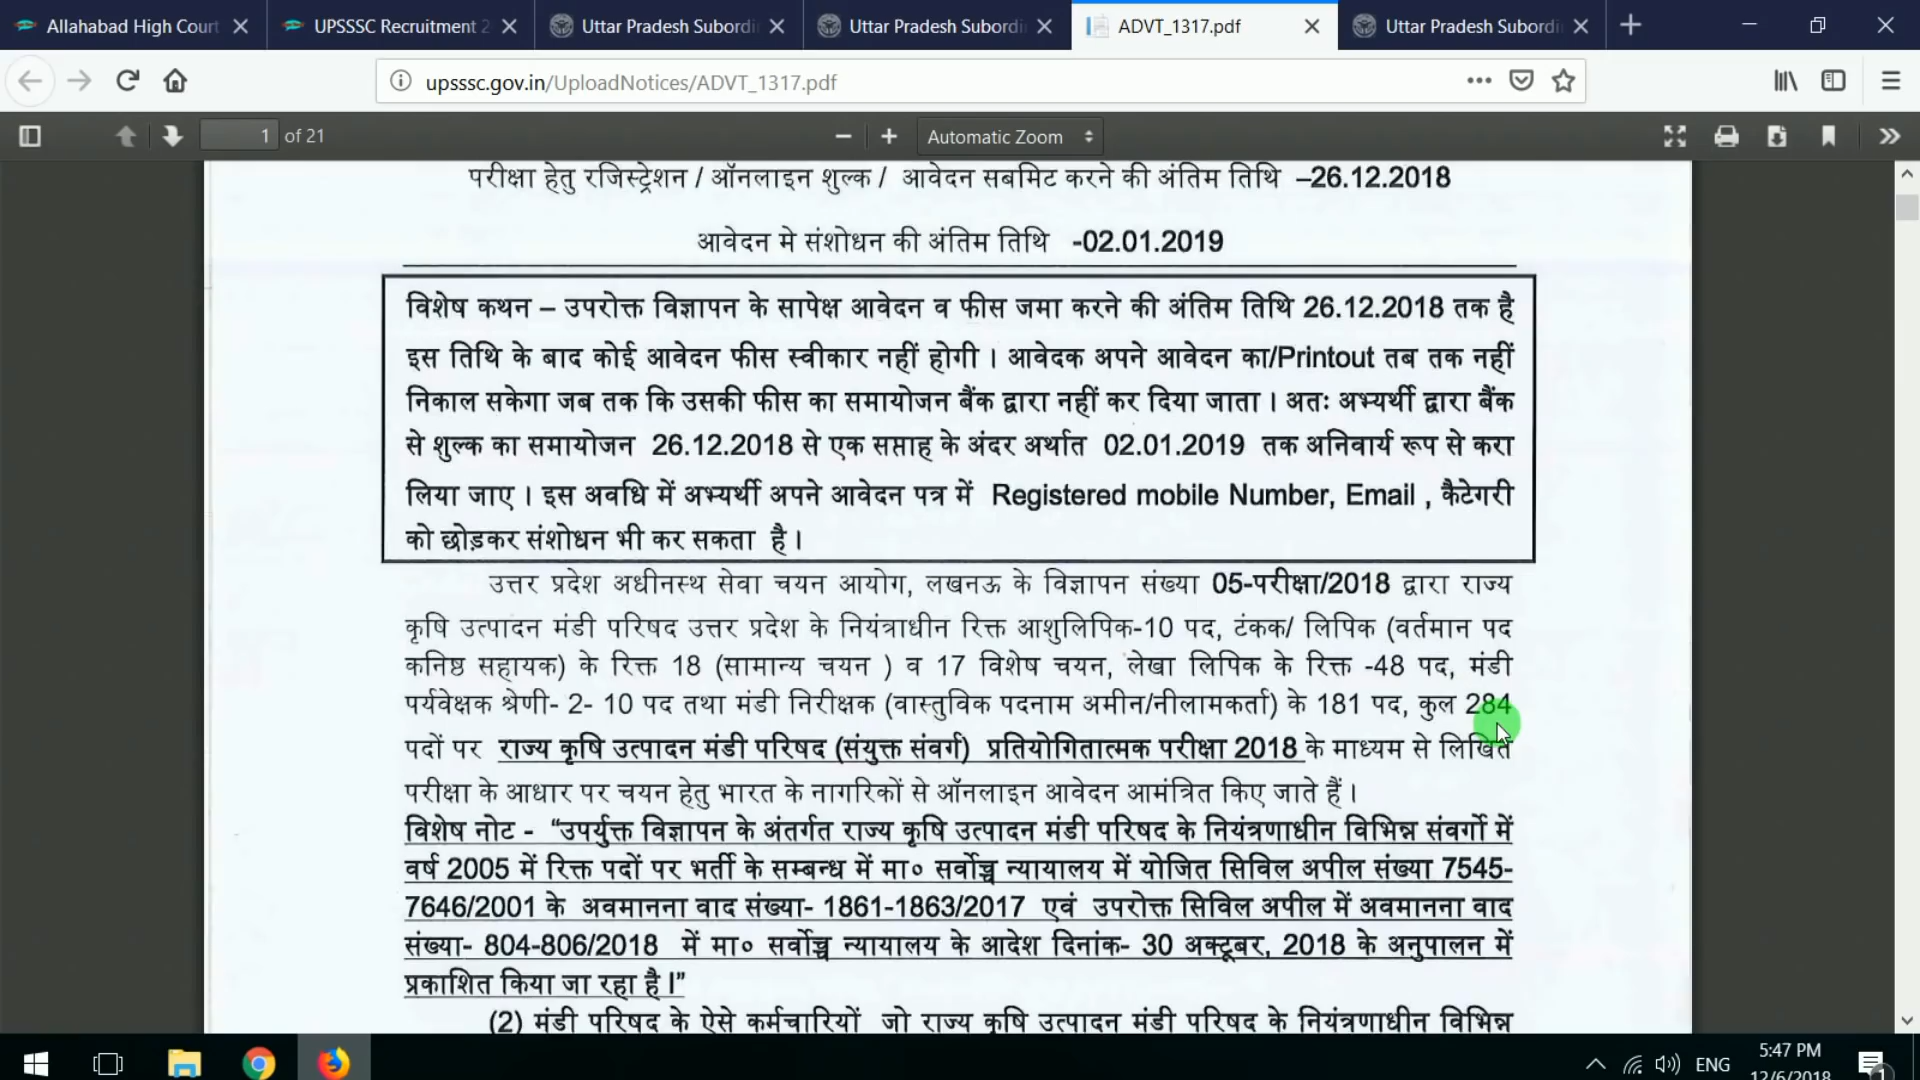 Allahabad High Court
UPSSSC Recruitment 2
Uttar Pradesh Subordi
Uttar Pradesh Subordi
ADVT_1317.pdf
Uttar Pradesh Subordi
upsssc.gov.in/UploadNotices/ADVT_1317.pdf
1 of 21
Automatic Zoom
परीक्षा हेतु रजिस्ट्रेशन / ऑनलाइन शुल्क / आवेदन सबमिट करने की अंतिम तिथि –26.12.2018
आवेदन मे संशोधन की अंतिम तिथि -02.01.2019
विशेष कथन – उपरोक्त विज्ञापन के सापेक्ष आवेदन व फीस जमा करने की अंतिम तिथि 26.12.2018 तक है
इस तिथि के बाद कोई आवेदन फीस स्वीकार नहीं होगी । आवेदक अपने आवेदन का/Printout तब तक नहीं
निकाल सकेगा जब तक कि उसकी फीस का समायोजन बैंक द्वारा नहीं कर दिया जाता । अतः अभ्यर्थी द्वारा बैंक
से शुल्क का समायोजन 26.12.2018 से एक सप्ताह के अंदर अर्थात 02.01.2019 तक अनिवार्य रूप से करा
लिया जाए । इस अवधि में अभ्यर्थी अपने आवेदन पत्र में Registered mobile Number, Email , कैटेगरी
को छोड़कर संशोधन भी कर सकता है ।
उत्तर प्रदेश अधीनस्थ सेवा चयन आयोग, लखनऊ के विज्ञापन संख्या 05-परीक्षा/2018 द्वारा राज्य
कृषि उत्पादन मंडी परिषद उत्तर प्रदेश के नियंत्राधीन रिक्त आशुलिपिक-10 पद, टंकक/ लिपिक (वर्तमान पद
कनिष्ठ सहायक) के रिक्त 18 (सामान्य चयन ) व 17 विशेष चयन, लेखा लिपिक के रिक्त -48 पद, मंडी
पर्यवेक्षक श्रेणी- 2- 10 पद तथा मंडी निरीक्षक (वास्तुविक पदनाम अमीन/नीलामकर्ता) के 181 पद, कुल 284
पदों पर राज्य कृषि उत्पादन मंडी परिषद (संयुक्त संवर्ग) प्रतियोगितात्मक परीक्षा 2018 के माध्यम से लिखित
परीक्षा के आधार पर चयन हेतु भारत के नागरिकों से ऑनलाइन आवेदन आमंत्रित किए जाते हैं ।
विशेष नोट - “उपर्युक्त विज्ञापन के अंतर्गत राज्य कृषि उत्पादन मंडी परिषद के नियंत्रणाधीन विभिन्न संवर्गो में
वर्ष 2005 में रिक्त पदों पर भर्ती के सम्बन्ध में मा० सर्वोच्च न्यायालय में योजित सिविल अपील संख्या 7545-
7646/2001 के अवमानना वाद संख्या- 1861-1863/2017 एवं उपरोक्त सिविल अपील में अवमानना वाद
संख्या- 804-806/2018 में मा० सर्वोच्च न्यायालय के आदेश दिनांक- 30 अक्टूबर, 2018 के अनुपालन में
प्रकाशित किया जा रहा है ।”
(2) मंडी परिषद के ऐसे कर्मचारियों जो राज्य कृषि उत्पादन मंडी परिषद के नियंत्रणाधीन विभिन्न
ENG
5:47 PM
12/6/2018
1